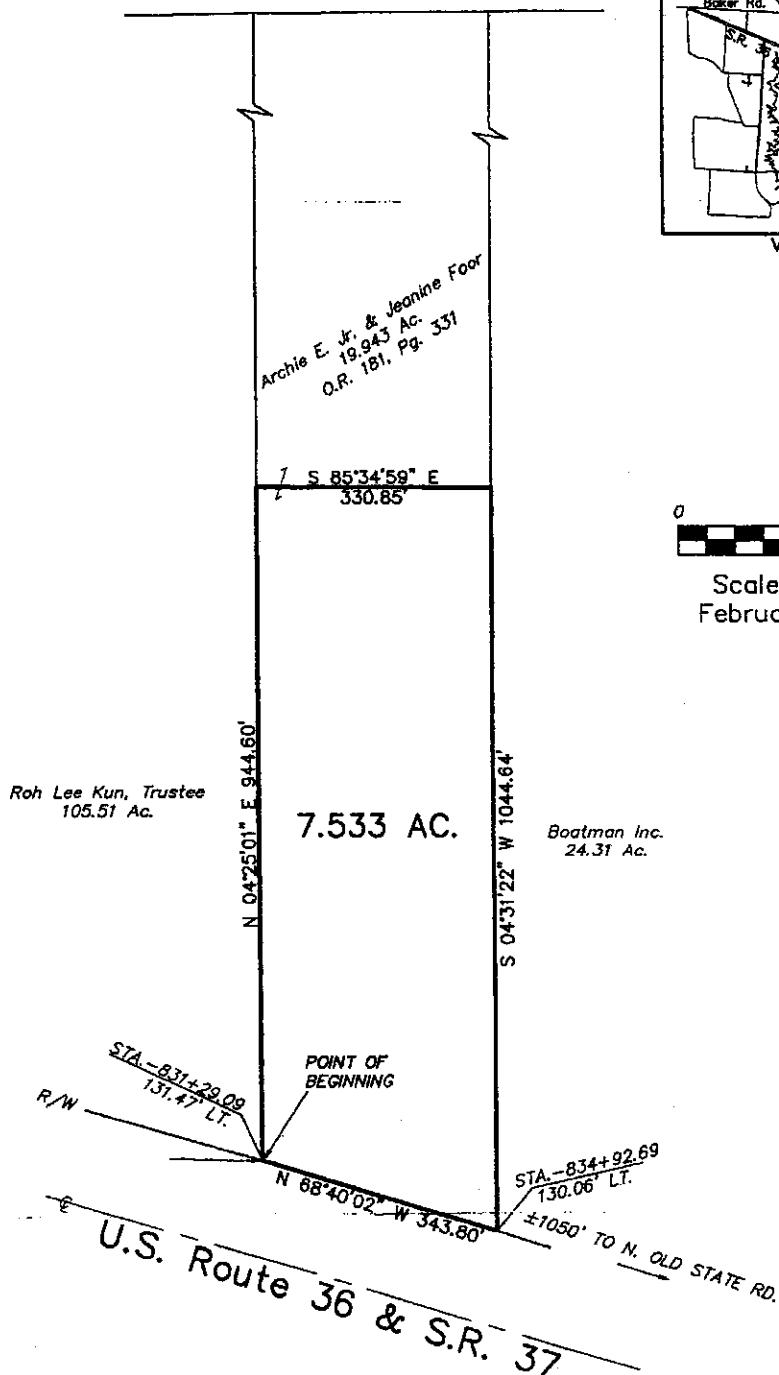 Baker Rd.
S.R. 36
Archie E. Jr. & Jeanine Foor
19.943 Ac.
O.R. 181, Pg. 331
S 85°34'59" E
330.85'
0
Scale
Februa
Roh Lee Kun, Trustee
105.51 Ac.
N 04°25'01" E 944.60'
7.533 AC.
S 04°31'22" W 1044.64'
Boatman Inc.
24.31 Ac.
STA.-831+29.09
131.47' LT.
POINT OF
BEGINNING
R/W
N 68°40'02" W 343.80'
STA.-834+92.69
130.06' LT.
±1050' TO N. OLD STATE RD.
U.S. Route 36 & S.R. 37